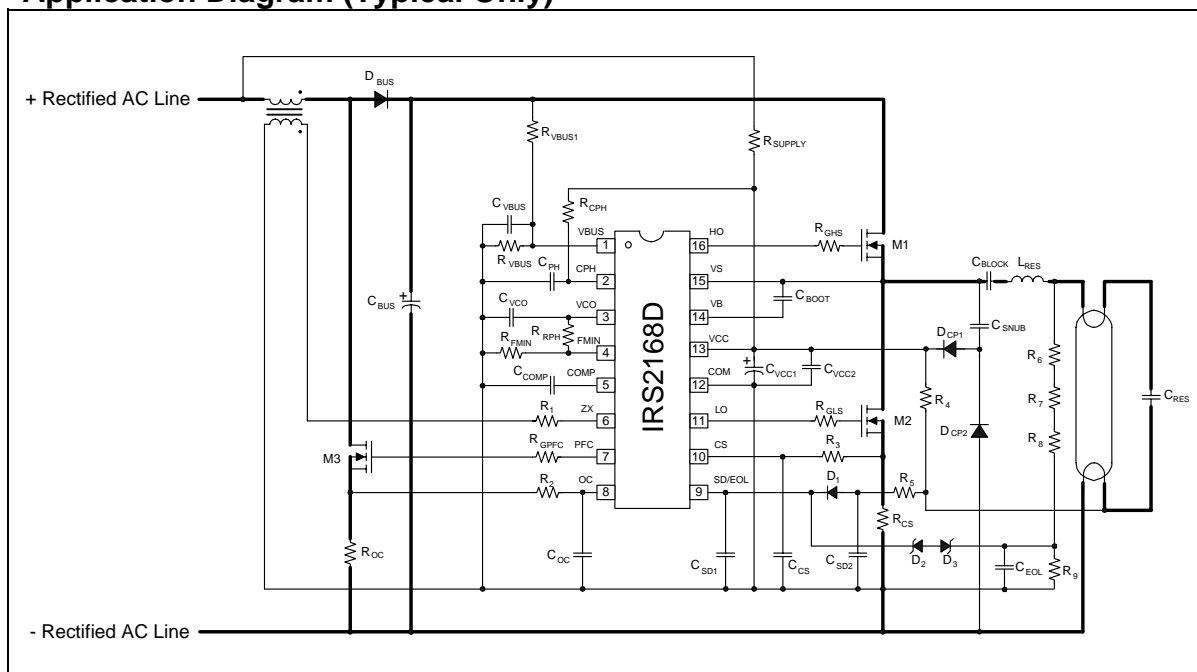 Application Diagram (Typical Only)
D BUS
+ Rectified AC Line
R VBUS1
R SUPPLY
C VBUS
R CPH
VBUS
HO
R GHS
1
16
M1
R VBUS
C PH
CPH
VS
C BLOCK
L RES
2
15
C BUS
+
C VCO
VCO
VB
C BOOT
3
14
C SNUB
R RPH
R FMIN
FMIN
VCC
D CP1
4
13
R 6
C COMP
COMP
COM
+
C VCC1
C VCC2
5
12
R 4
R 7
C RES
IRS2168D
R 1
ZX
LO
R GLS
M2
6
11
D CP2
R 8
M3
R GPFC
PFC
CS
R 3
7
10
R 2
OC
SD/EOL
D 1
R 5
8
9
R CS
R OC
C OC
C SD1
C CS
C SD2
D 2
D 3
C EOL
R 9
- Rectified AC Line